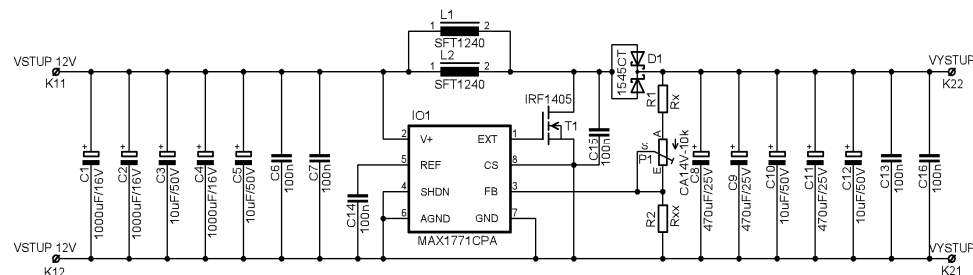 L1
1 2
SFT1240
L2
1 2
SFT1240
VSTUP 12V
K11
VYSTUP
K22
D1
1545CT
IRF1405
T1
R1
Rx
IO1
2 V+ EXT 1
5 REF CS 8
4 SHDN FB 3
6 AGND GND 7
MAX1771CPA
A
S
E
P1
CA14V-10k
C1
1000uF/16V
C2
1000uF/16V
C3
10uF/50V
C4
1000uF/16V
C5
10uF/50V
C6
100n
C7
100n
C14
100n
C15
100n
R2
Rxx
C8
470uF/25V
C9
470uF/25V
C10
10uF/50V
C11
470uF/25V
C12
10uF/50V
C13
100n
C16
100n
VSTUP 12V
K12
VYSTUP
K21